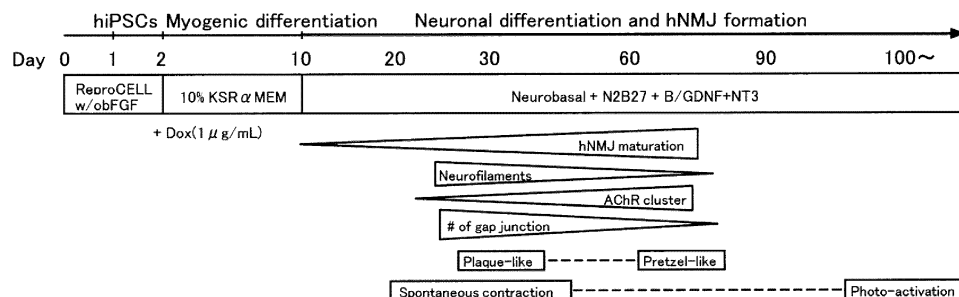 hiPSCs Myogenic differentiation Neuronal differentiation and hNMJ formation
Day 0 1 2 10 20 30 60 90 100～
ReproCELL
w/obFGF
10% KSR α MEM
Neurobasal + N2B27 + B/GDNF+NT3
+ Dox(1 μg/mL)
hNMJ maturation
Neurofilaments
AChR cluster
# of gap junction
Plaque-like Pretzel-like
Spontaneous contraction Photo-activation